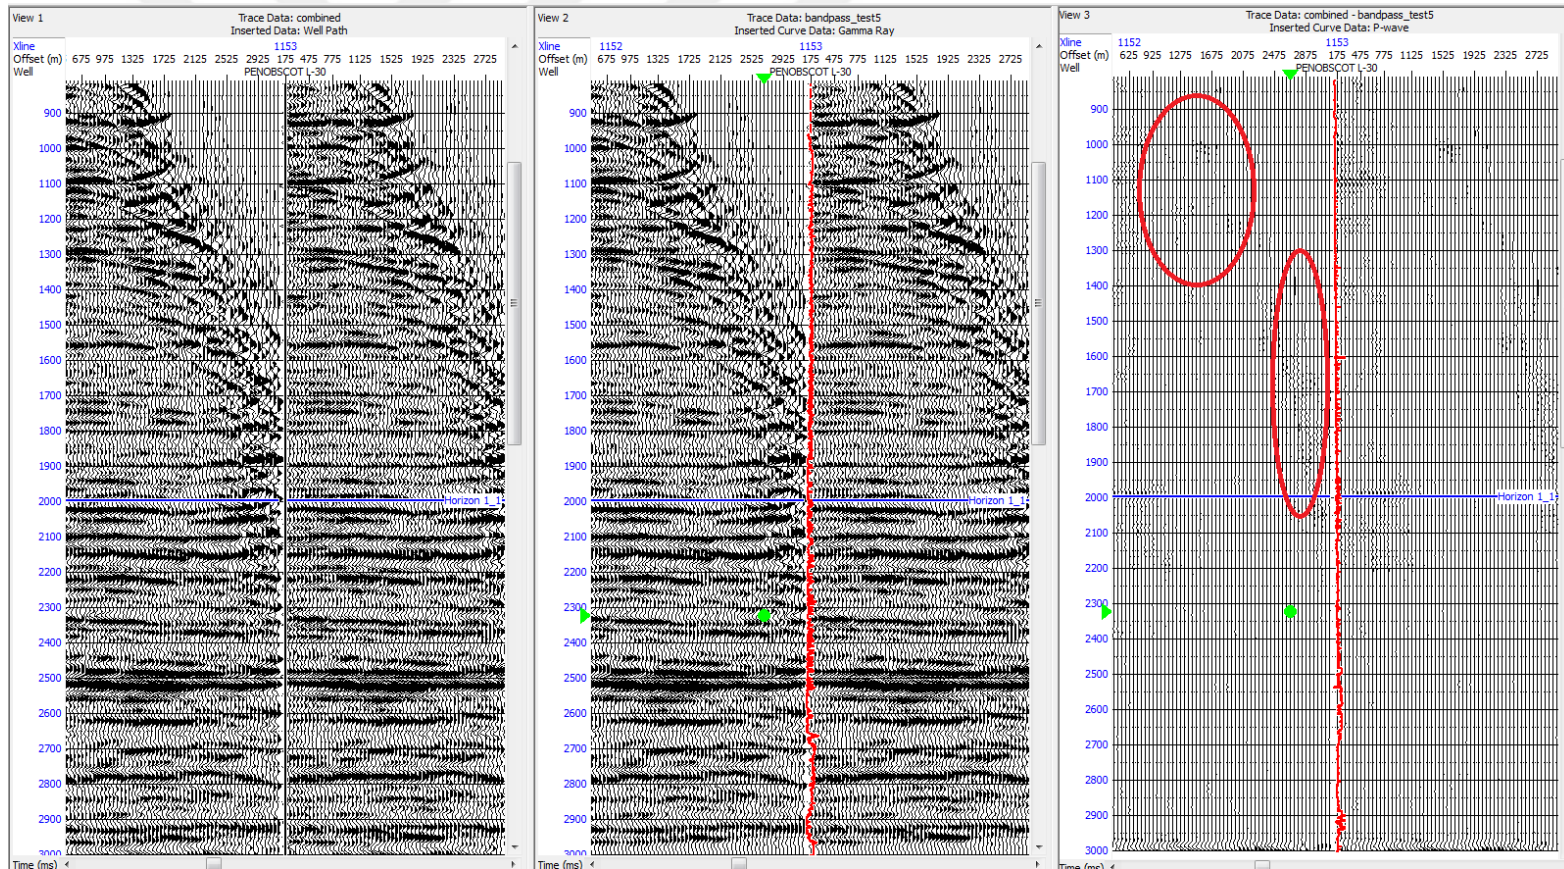 View 1
Trace Data: combined
Inserted Data: Well Path
Xline 1153
Offset (m) 675 975 1325 1725 2125 2525 2925 175 525 775 1125 1525 1925 2325 2725
Well PENOBSCOT L-30
900
1000
1100
1200
1300
1400
1500
1600
1700
1800
1900
2000
2100
2200
2300
2400
2500
2600
2700
2800
2900
3000
Horizon 1_1
Time (ms)
View 2
Trace Data: bandpass_test5
Inserted Curve Data: Gamma Ray
Xline 1152 1153
Offset (m) 625 975 1325 1725 2125 2525 2925 175 525 775 1125 1525 1925 2325 2725
Well PENOBSCOT L-30
900
1000
1100
1200
1300
1400
1500
1600
1700
1800
1900
2000
2100
2200
2300
2400
2500
2600
2700
2800
2900
3000
Horizon 1_1
Time (ms)
View 3
Trace Data: combined - bandpass_test5
Inserted Curve Data: P-wave
Xline 1152 1153
Offset (m) 625 925 1275 1675 2075 2475 2875 175 475 775 1125 1525 1925 2325 2725
Well PENOBSCOT L-30
900
1000
1100
1200
1300
1400
1500
1600
1700
1800
1900
2000
2100
2200
2300
2400
2500
2600
2700
2800
2900
3000
Horizon 1_1
Time (ms)